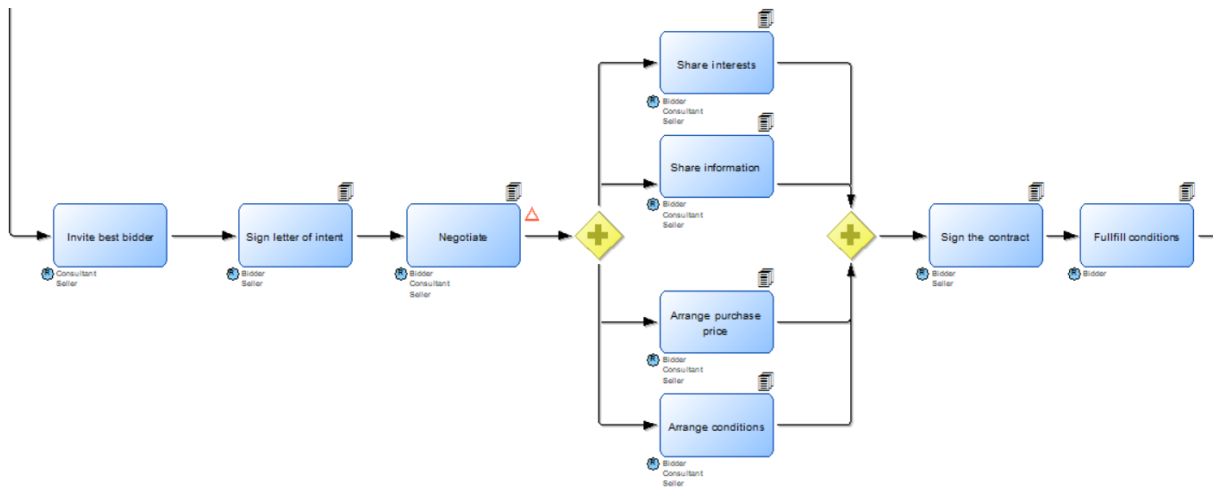 Share interests
Bidder
Consultant
Seller
Share information
Bidder
Consultant
Seller
Invite best bidder
Consultant
Seller
Sign letter of intent
Bidder
Seller
Negotiate
Bidder
Consultant
Seller
Arrange purchase
price
Bidder
Consultant
Seller
Arrange conditions
Bidder
Consultant
Seller
Sign the contract
Bidder
Seller
Fullfill conditions
Bidder